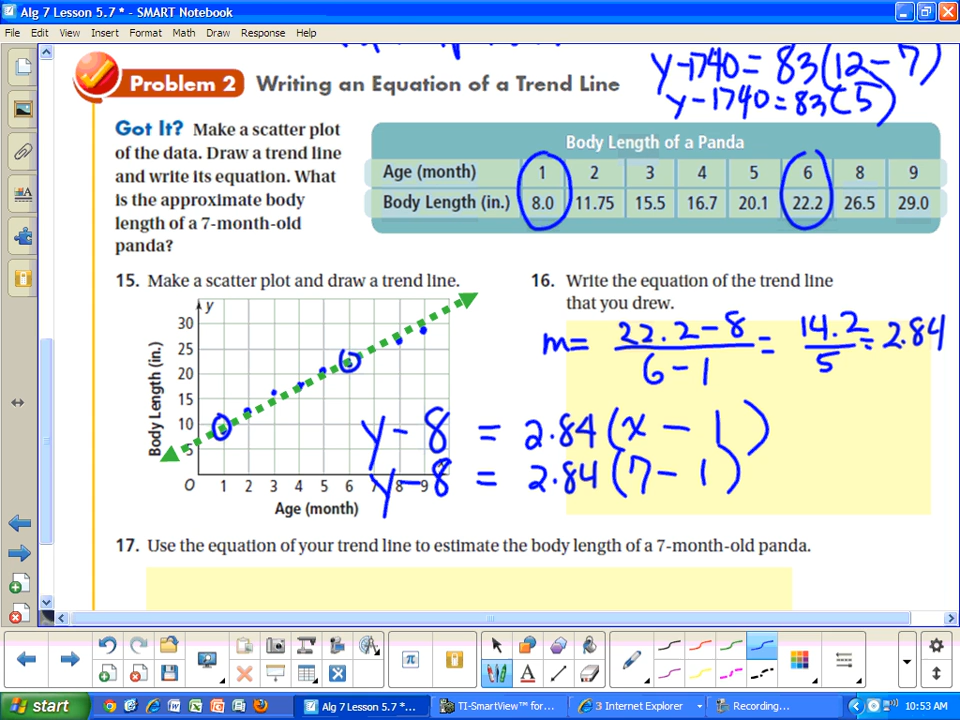 Alg 7 Lesson 5.7 * - SMART Notebook
File Edit View Insert Format Math Draw Response Help
y-1740 = 83(12-7)
y-1740 = 83(5)
Problem 2 Writing an Equation of a Trend Line
Got It? Make a scatter plot
of the data. Draw a trend line
and write its equation. What
is the approximate body
length of a 7-month-old
panda?
Body Length of a Panda
Age (month) 1 2 3 4 5 6 8 9
Body Length (in.) 8.0 11.75 15.5 16.7 20.1 22.2 26.5 29.0
15. Make a scatter plot and draw a trend line.
16. Write the equation of the trend line
that you drew.
y
30
25
20
15
10
5
Body Length (in.)
O 1 2 3 4 5 6 7 8 9
Age (month)
m= 22.2-8 / 6-1 = 14.2 / 5 = 2.84
y-8 = 2.84(x-1)
y-8 = 2.84(7-1)
17. Use the equation of your trend line to estimate the body length of a 7-month-old panda.
π
A
start
Alg 7 Lesson 5.7 *...
TI-SmartView™ for...
3 Internet Explorer
Recording...
10:53 AM